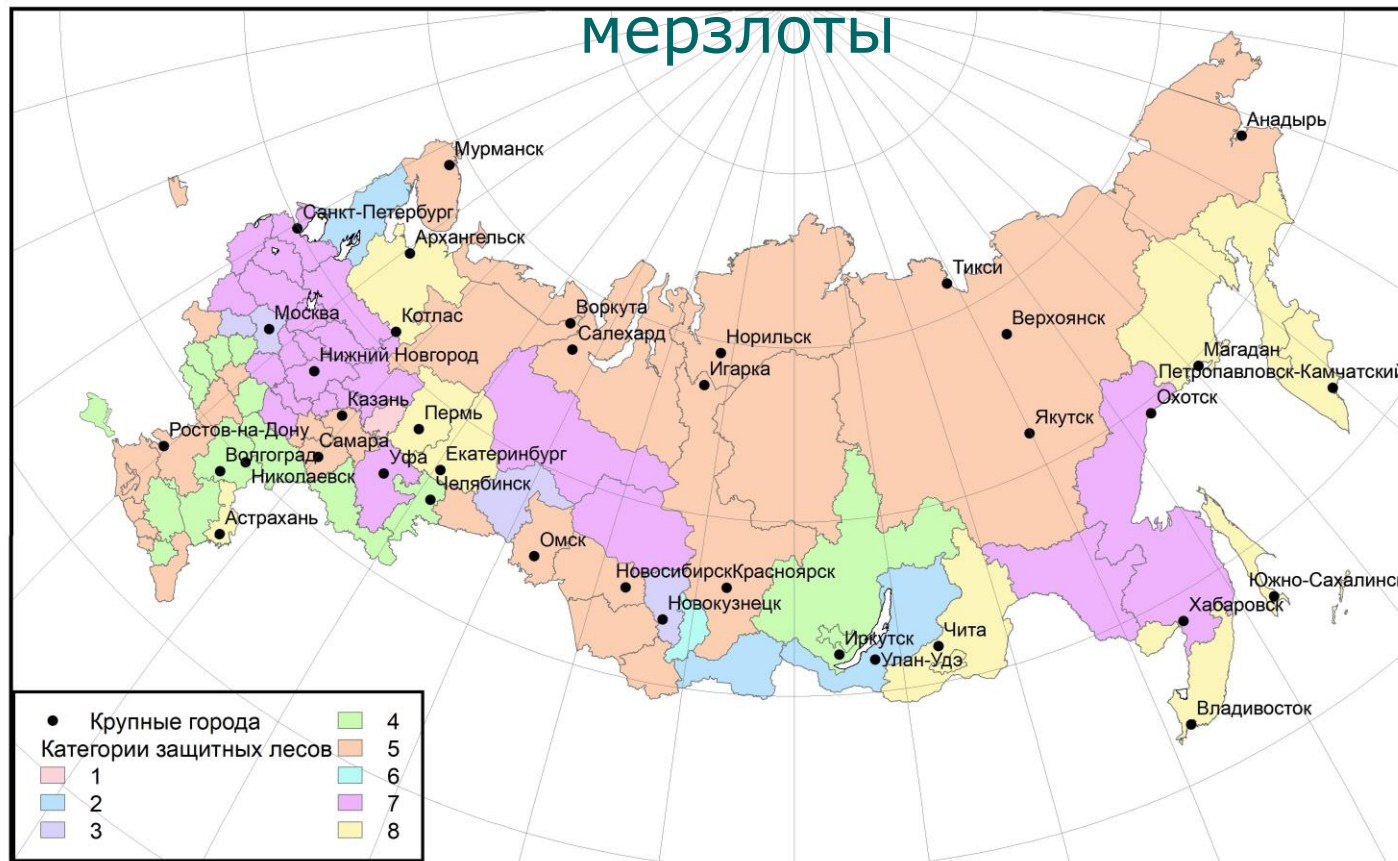 мерзлоты
Анадырь
Мурманск
Санкт-Петербург
Архангельск
Тикси
Москва
Котлас
Воркута
Верхоянск
Салехард
Нижний Новгород
Норильск
Магадан
Игарка
Петропавловск-Камчатский
Охотск
Казань
Пермь
Якутск
Ростов-на-Дону
Самара
Волгоград
Уфа
Екатеринбург
Николаевск
Челябинск
Астрахань
Омск
Новосибирск
Красноярск
Южно-Сахалинск
Новокузнецк
Хабаровск
Чита
Иркутск
Улан-Удэ
Владивосток
Крупные города
Категории защитных лесов
1
2
3
4
5
6
7
8